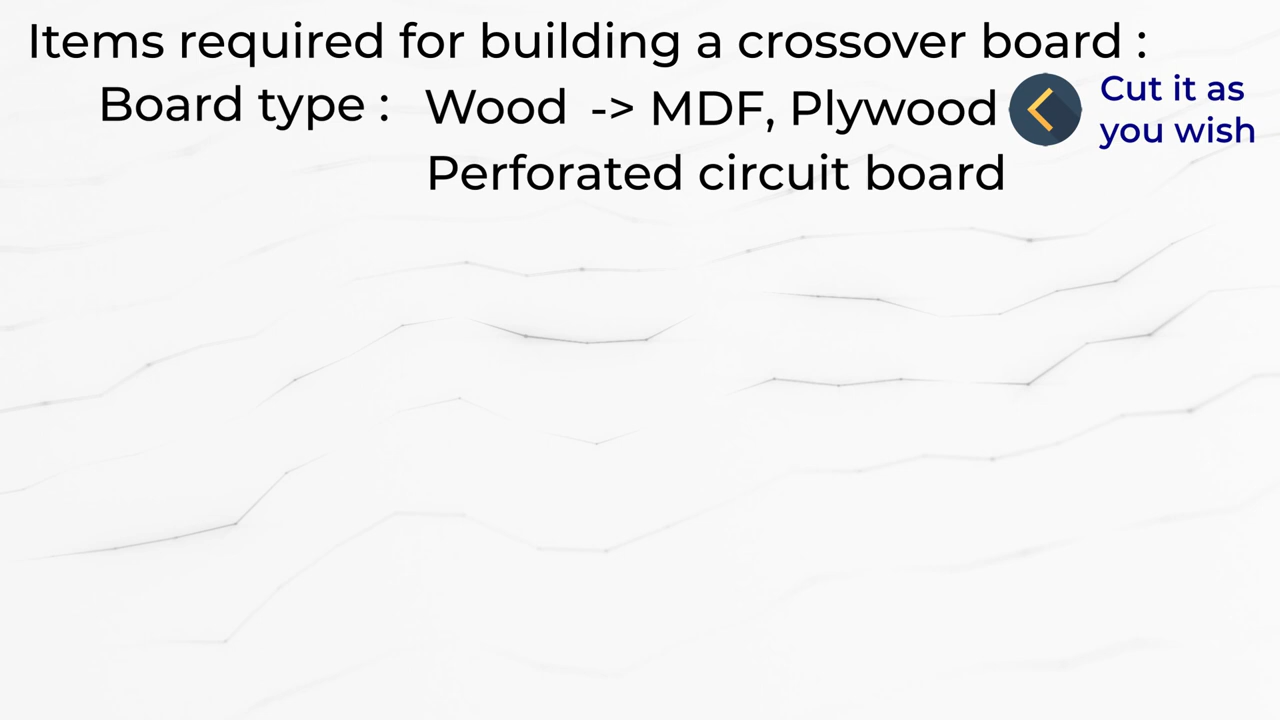 Items required for building a crossover board :
Board type : Wood -> MDF, Plywood
Cut it as
you wish
Perforated circuit board